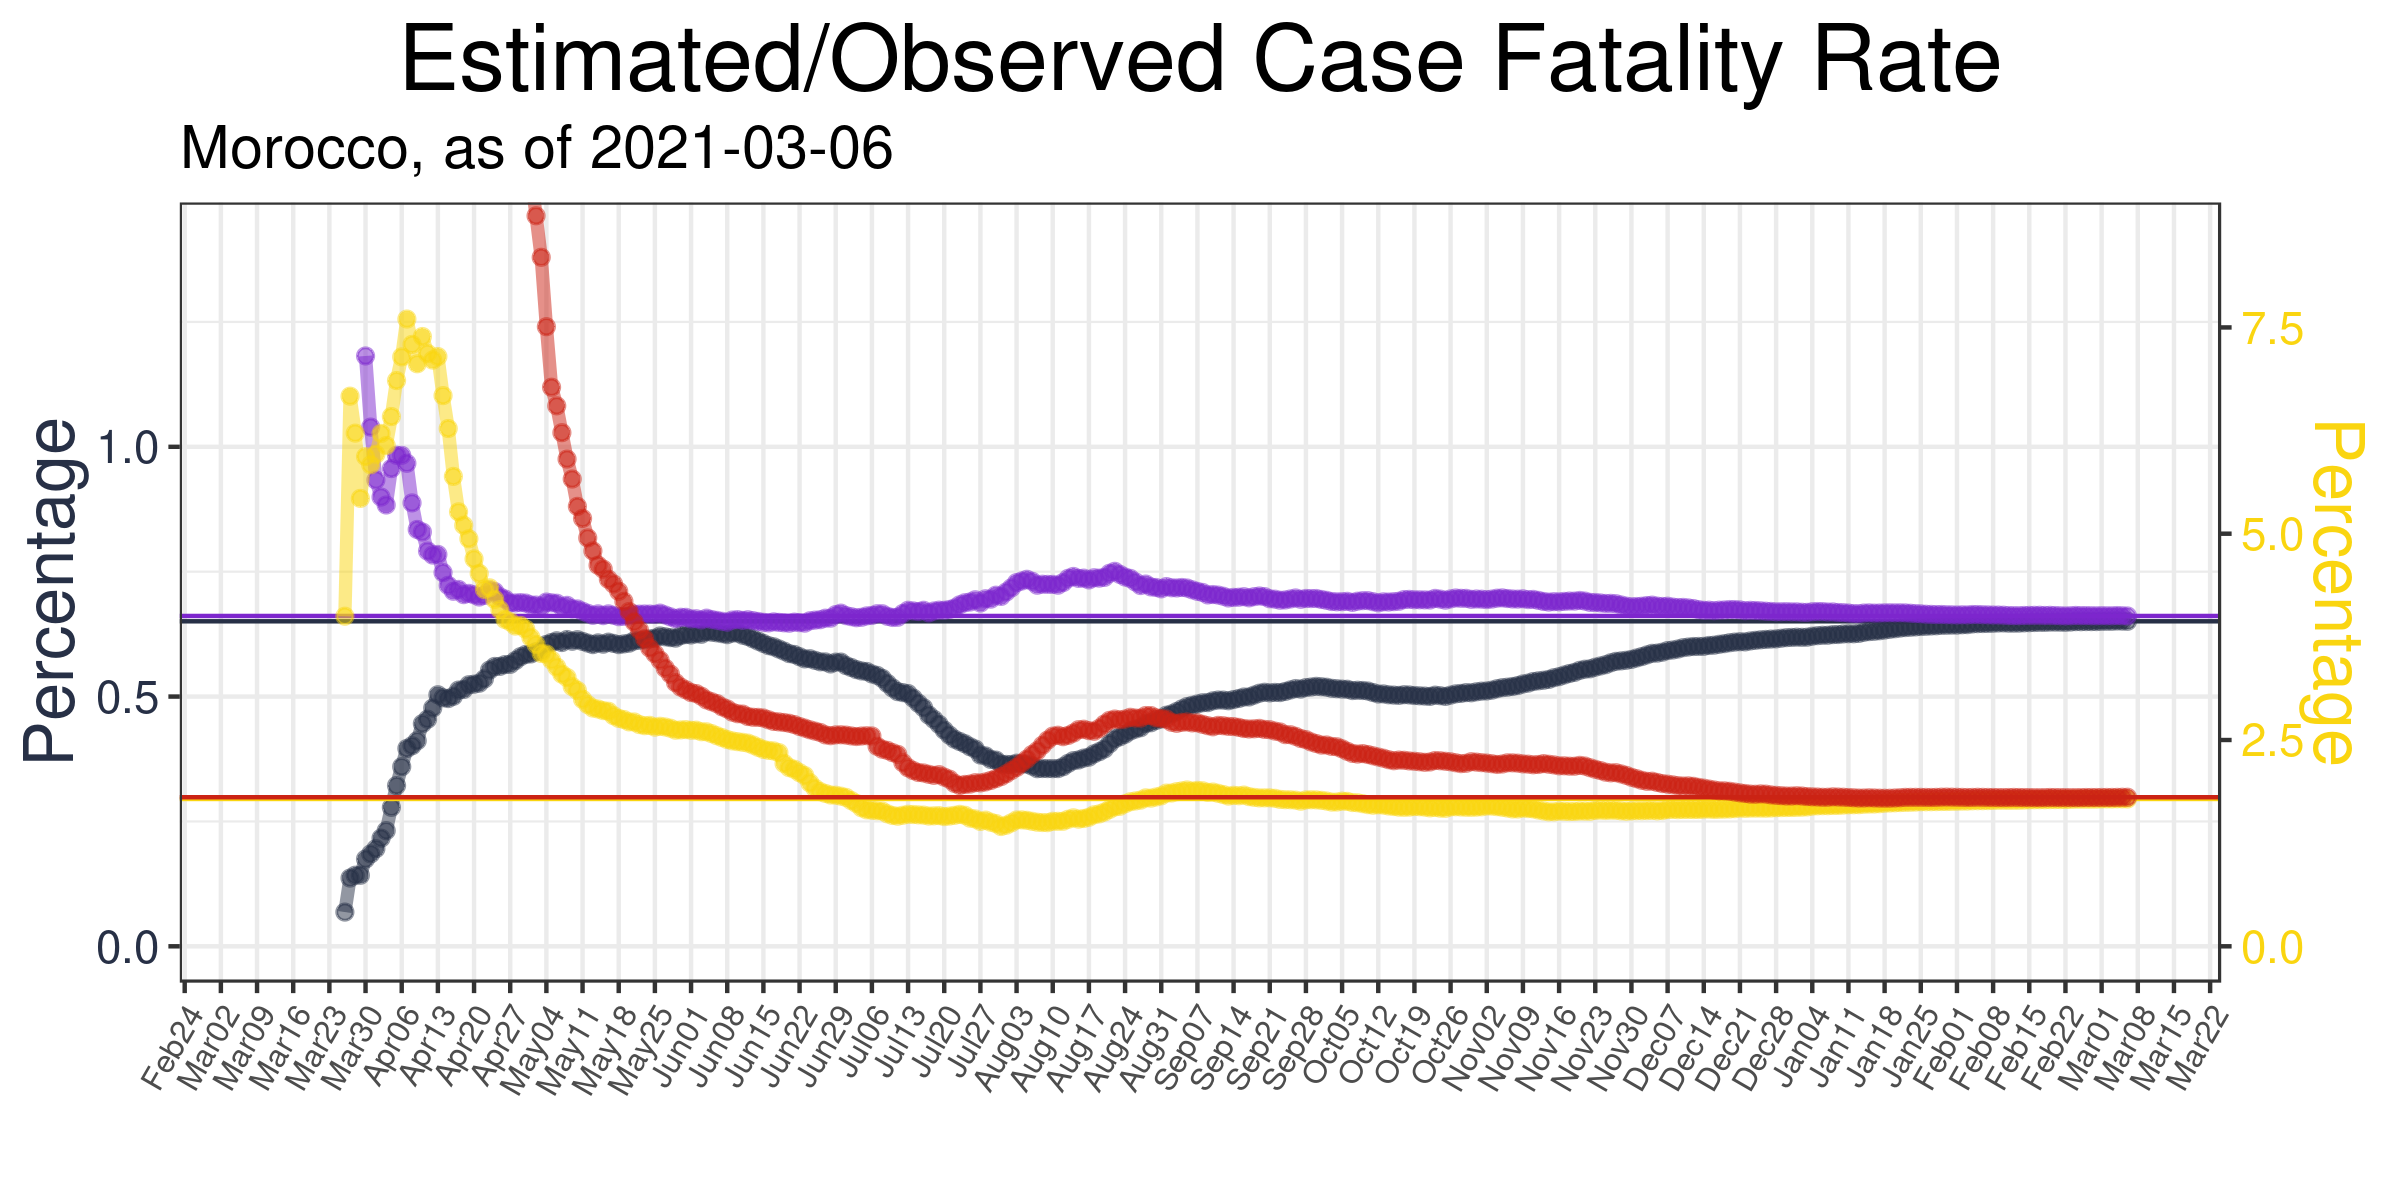 Estimated/Observed Case Fatality Rate
Morocco, as of 2021-03-06
Percentage
1.0
0.5
0.0
7.5
5.0
2.5
0.0
Percentage
Feb24
Mar02
Mar09
Mar16
Mar23
Mar30
Apr06
Apr13
Apr20
Apr27
May04
May11
May18
May25
Jun01
Jun08
Jun15
Jun22
Jun29
Jul06
Jul13
Jul20
Jul27
Aug03
Aug10
Aug17
Aug24
Aug31
Sep07
Sep14
Sep21
Sep28
Oct05
Oct12
Oct19
Oct26
Nov02
Nov09
Nov16
Nov23
Nov30
Dec07
Dec14
Dec21
Dec28
Jan04
Jan11
Jan18
Jan25
Feb01
Feb08
Feb15
Feb22
Mar01
Mar08
Mar15
Mar22